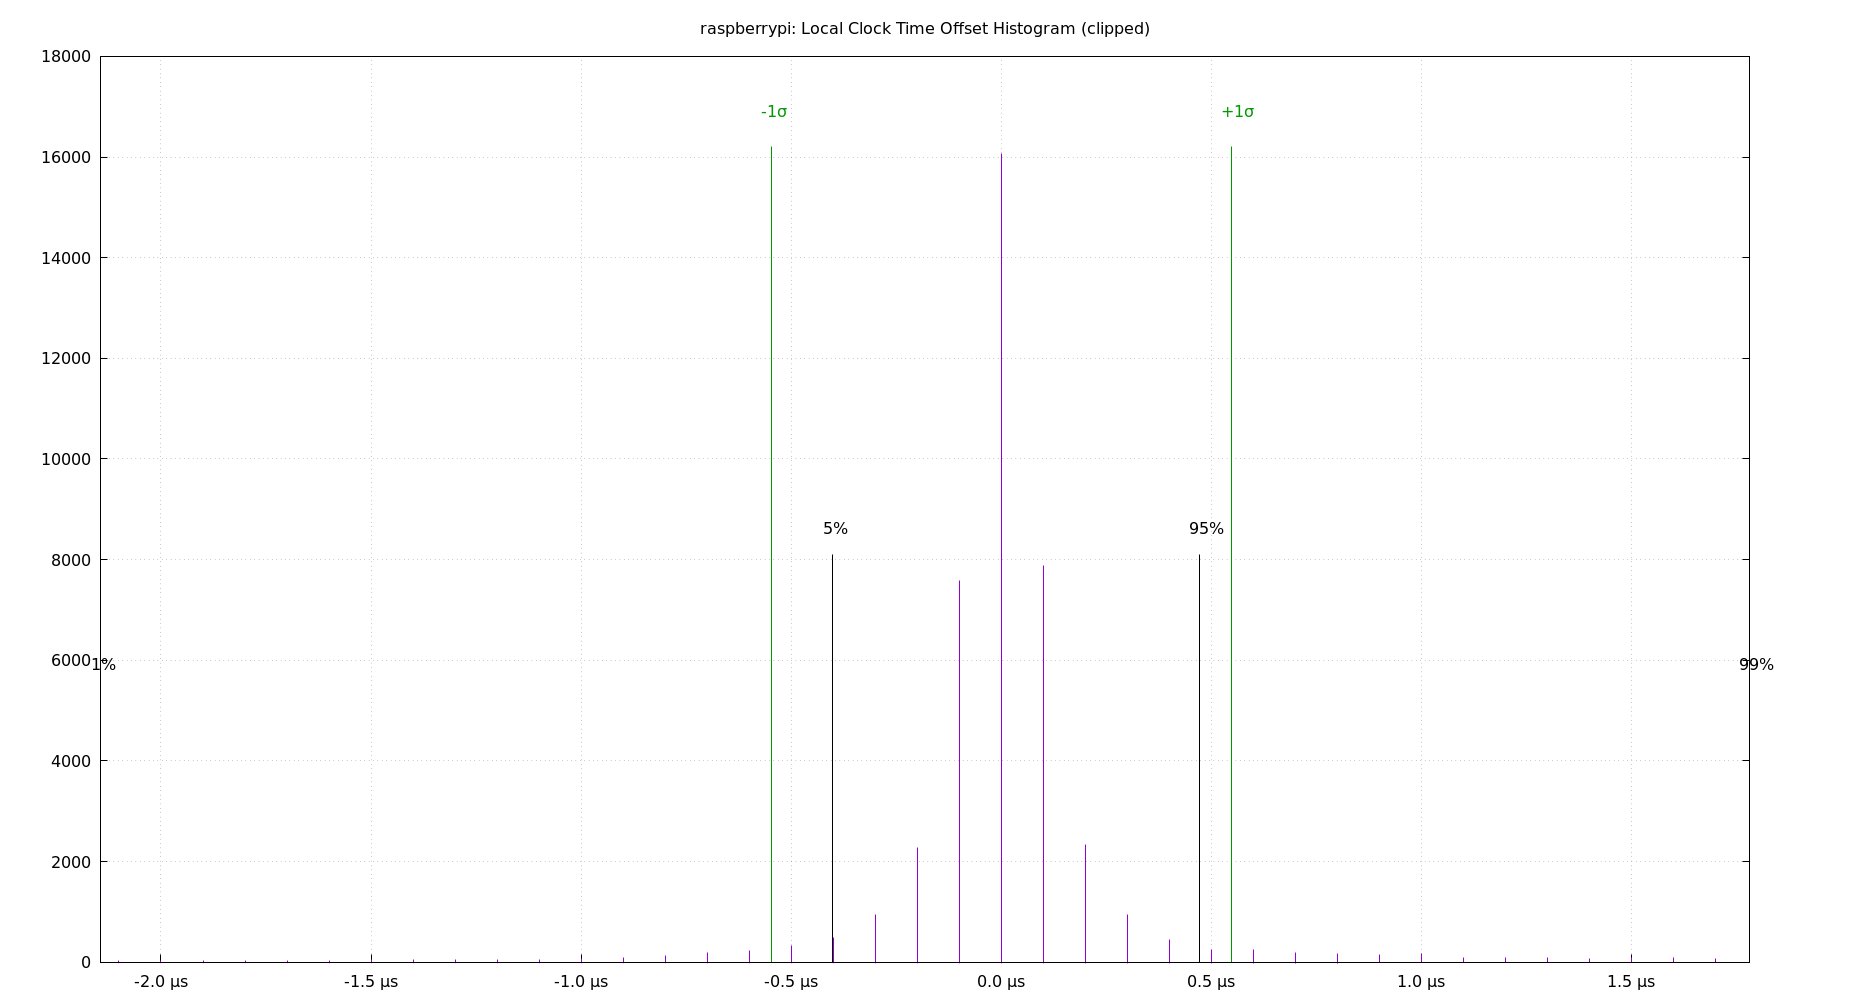 raspberrypi: Local Clock Time Offset Histogram (clipped)
18000
-1σ +1σ
16000
14000
12000
10000
5% 95%
8000
6000 1% 99%
4000
2000
0
-2.0 µs -1.5 µs -1.0 µs -0.5 µs 0.0 µs 0.5 µs 1.0 µs 1.5 µs